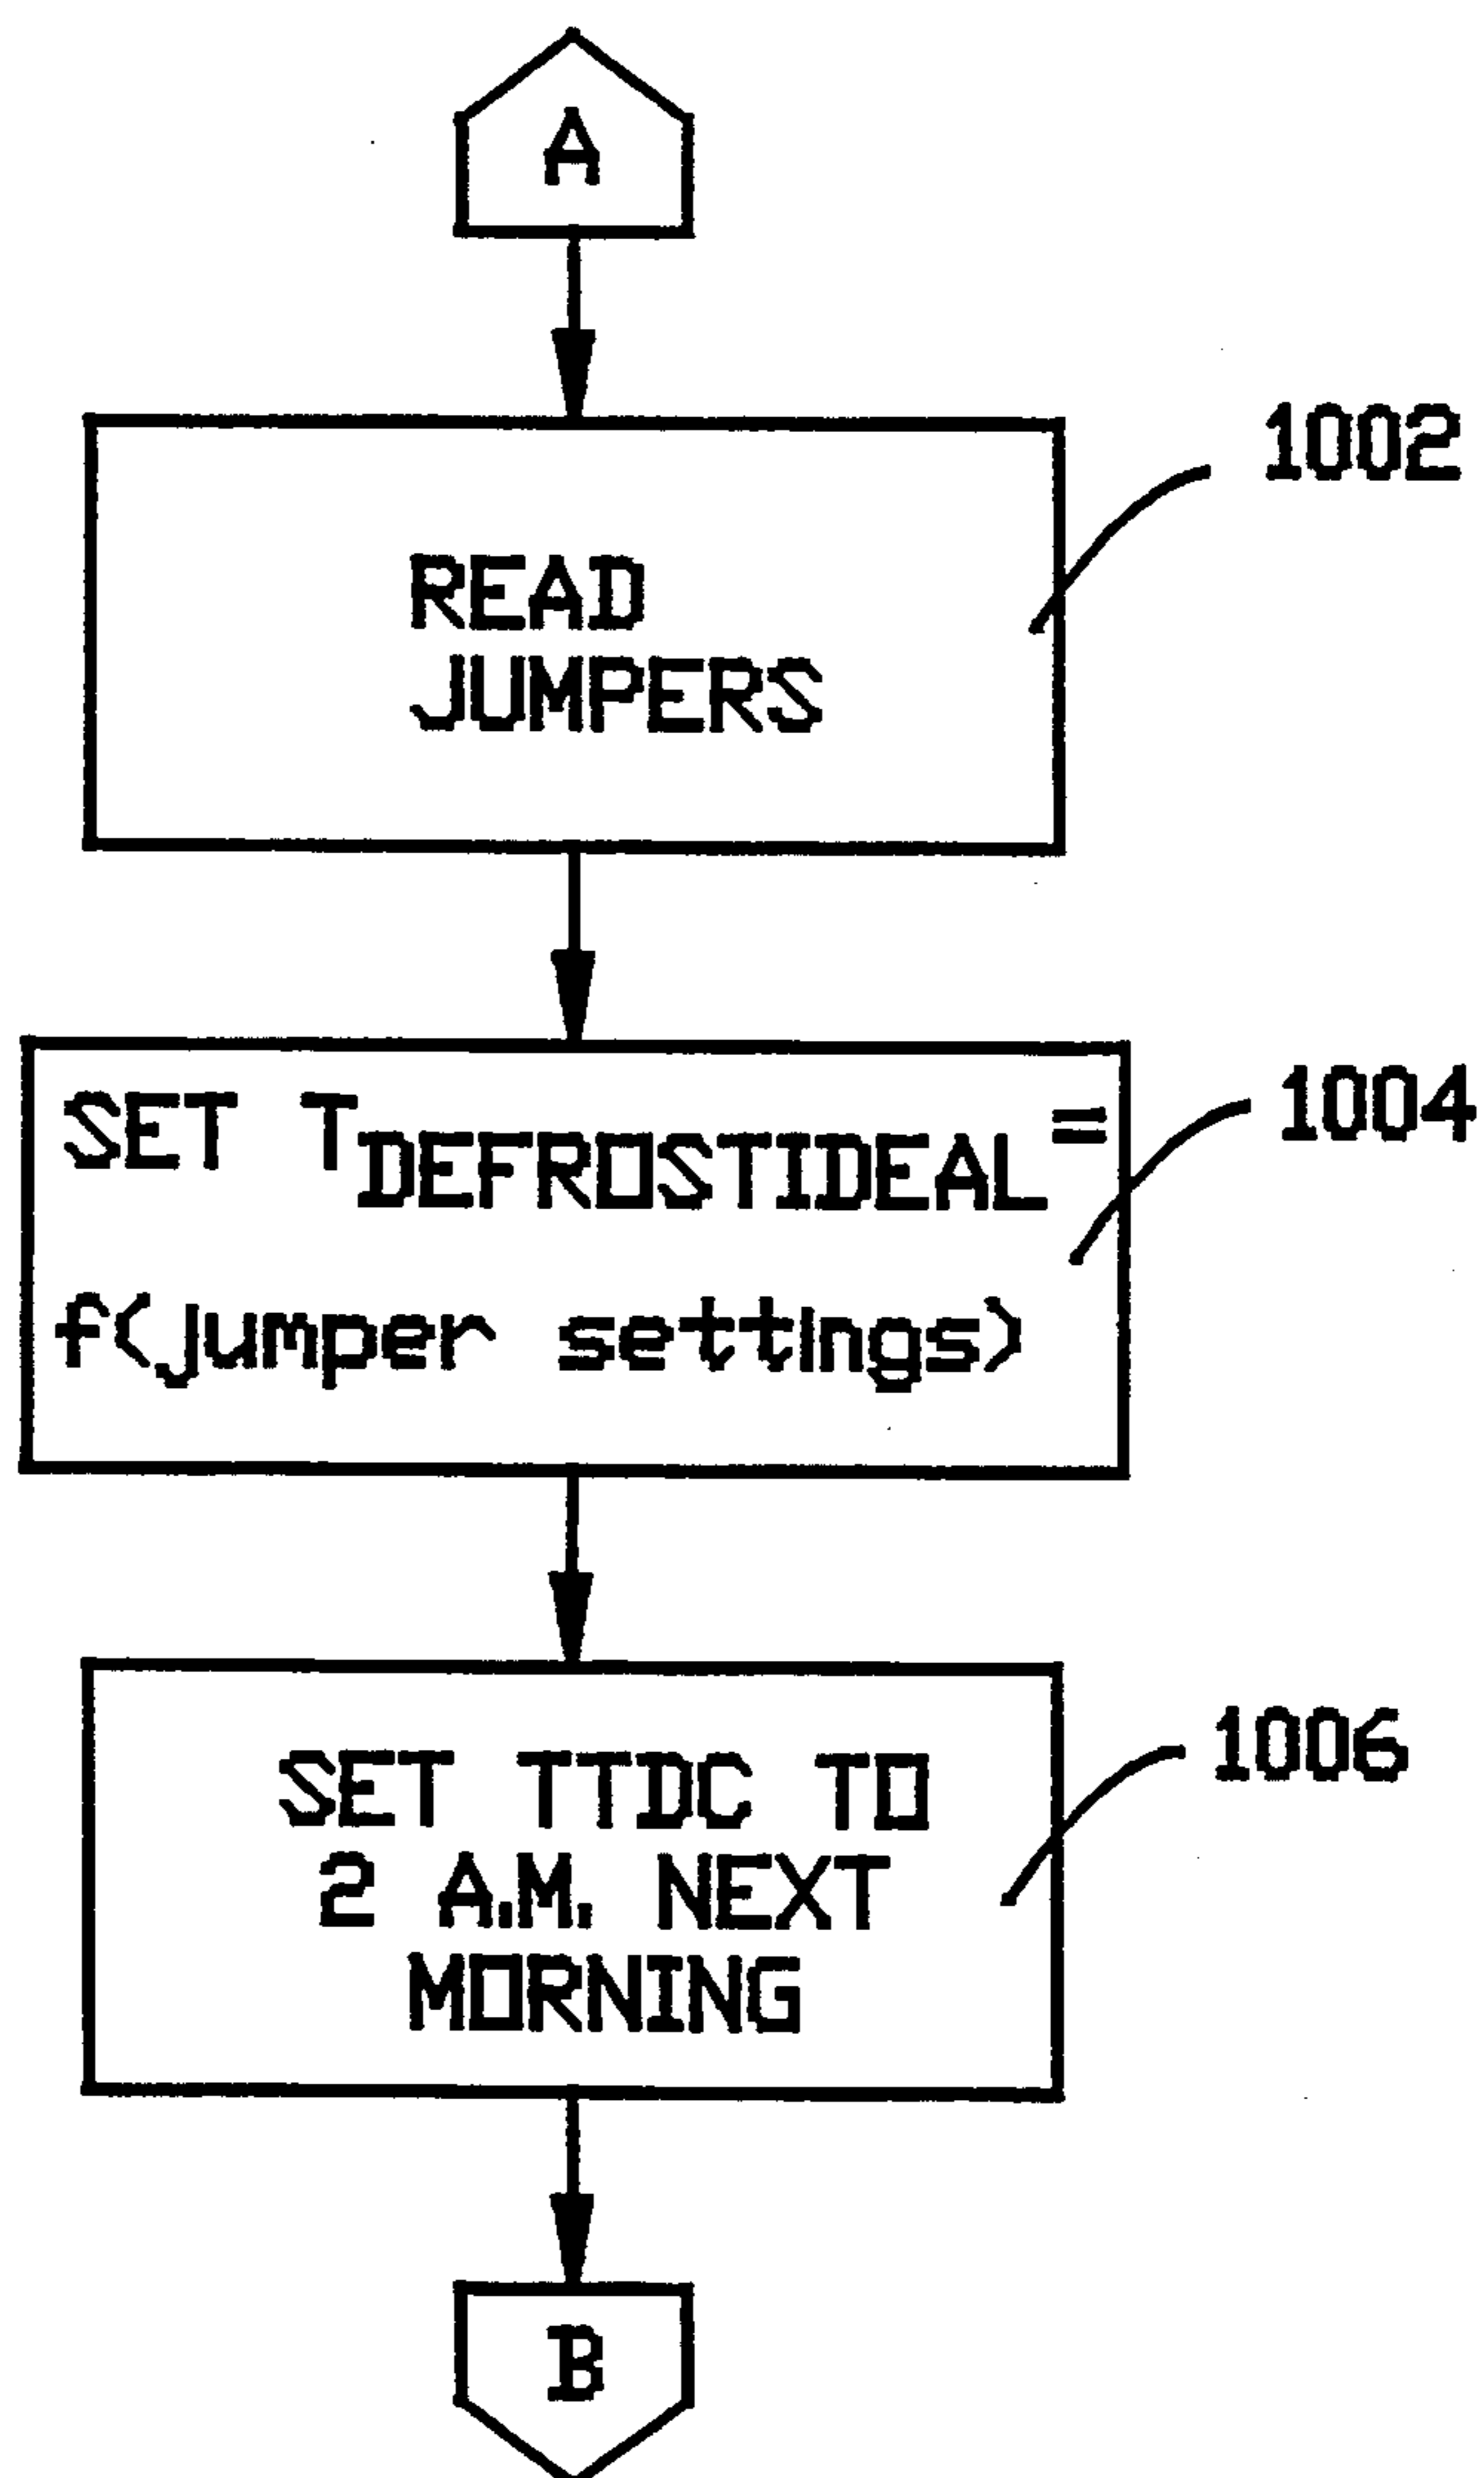 A
1002
READ
JUMPERS
1004
SET TDEFROSTIDEAL=
f(jumper settings)
1006
SET TTDC TO
2 A.M. NEXT
MORNING
B